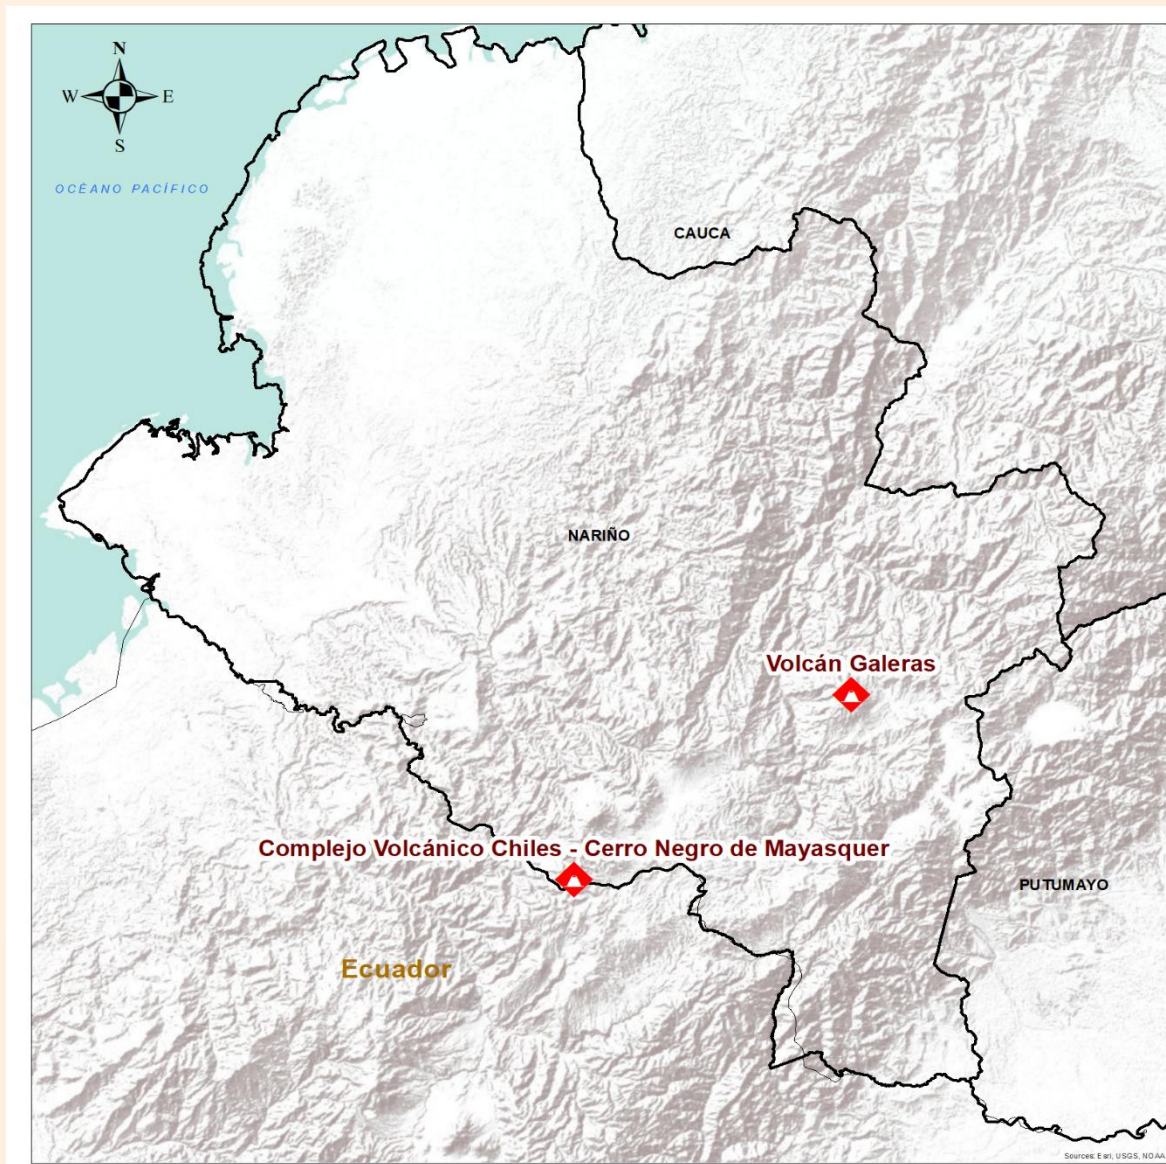 N
W E
S
OCÉANO PACÍFICO
CAUCA
NARIÑO
Volcán Galeras
Complejo Volcánico Chiles - Cerro Negro de Mayasquer
PUTUMAYO
Ecuador
Sources: Esri, USGS, NOAA